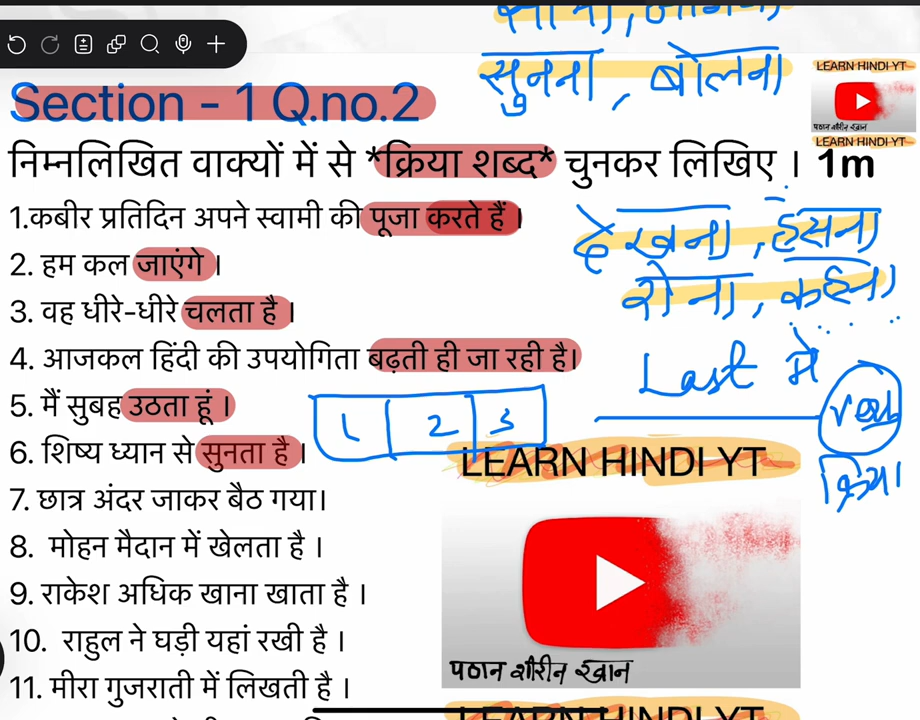 सुनना, बोलना
LEARN HINDI YT
Section - 1 Q.no.2
पठान शीरीन खान
LEARN HINDI YT
निम्नलिखित वाक्यों में से *क्रिया शब्द* चुनकर लिखिए । 1m
1.कबीर प्रतिदिन अपने स्वामी की पूजा करते हैं ।
देखना, हंसना
2. हम कल जाएंगे ।
रोना, कहना
3. वह धीरे-धीरे चलता है ।
4. आजकल हिंदी की उपयोगिता बढ़ती ही जा रही है।
Last में
verb
5. मैं सुबह उठता हूं ।
1 2 3
6. शिष्य ध्यान से सुनता है ।
LEARN HINDI YT
क्रिया
7. छात्र अंदर जाकर बैठ गया।
8. मोहन मैदान में खेलता है ।
9. राकेश अधिक खाना खाता है ।
10. राहुल ने घड़ी यहां रखी है ।
पठान शीरीन खान
11. मीरा गुजराती में लिखती है ।
LEARN HINDI YT